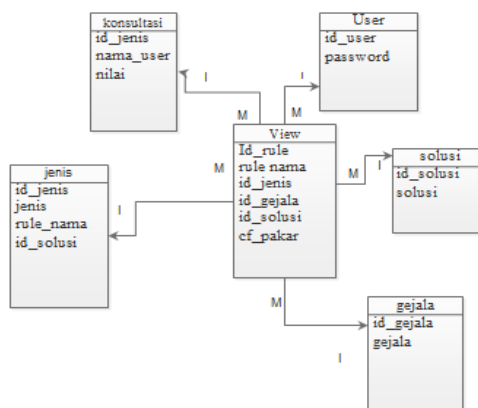 konsultasi
id_jenis
nama_user
nilai
I
M
User
id_user
password
I
M
View
Id_rule
rule nama
id_jenis
id_gejala
id_solusi
cf_pakar
M
I
solusi
id_solusi
solusi
M
I
jenis
id_jenis
jenis
rule_nama
id_solusi
M
I
gejala
id_gejala
gejala